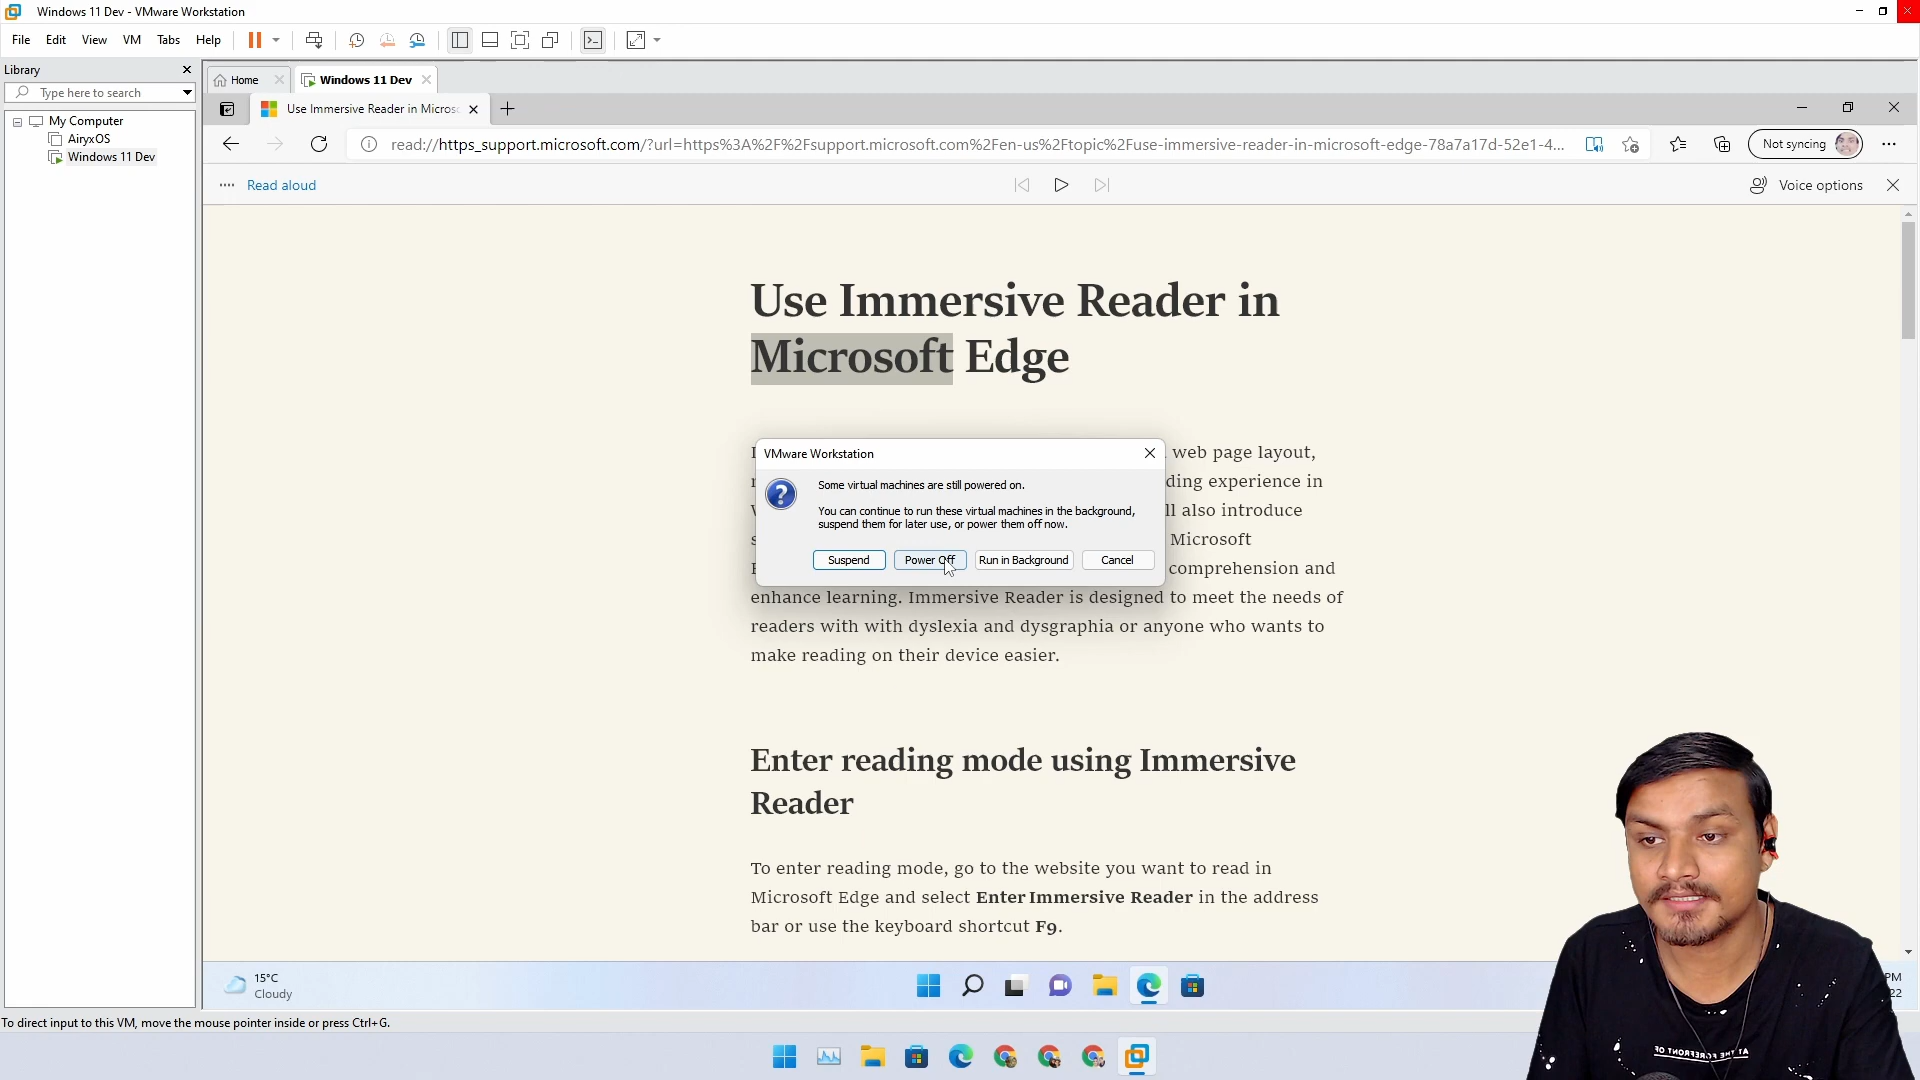 Windows 11 Dev - VMware Workstation
File Edit View VM Tabs Help
Library
Type here to search
My Computer
AiryxOS
Windows 11 Dev
Home
Windows 11 Dev
Use Immersive Reader in Micros
read://https_support.microsoft.com/?url=https%3A%2F%2Fsupport.microsoft.com%2Fen-us%2Ftopic%2Fuse-immersive-reader-in-microsoft-edge-78a7a17d-52e1-4...
Not syncing
Read aloud
Voice options
Use Immersive Reader in
Microsoft Edge
web page layout,
ding experience in
ll also introduce
Microsoft
comprehension and
enhance learning. Immersive Reader is designed to meet the needs of
readers with with dyslexia and dysgraphia or anyone who wants to
make reading on their device easier.
VMware Workstation
Some virtual machines are still powered on.
You can continue to run these virtual machines in the background,
suspend them for later use, or power them off now.
Suspend
Power Off
Run in Background
Cancel
Enter reading mode using Immersive
Reader
To enter reading mode, go to the website you want to read in
Microsoft Edge and select Enter Immersive Reader in the address
bar or use the keyboard shortcut F9.
15°C
Cloudy
PM
22
To direct input to this VM, move the mouse pointer inside or press Ctrl+G.